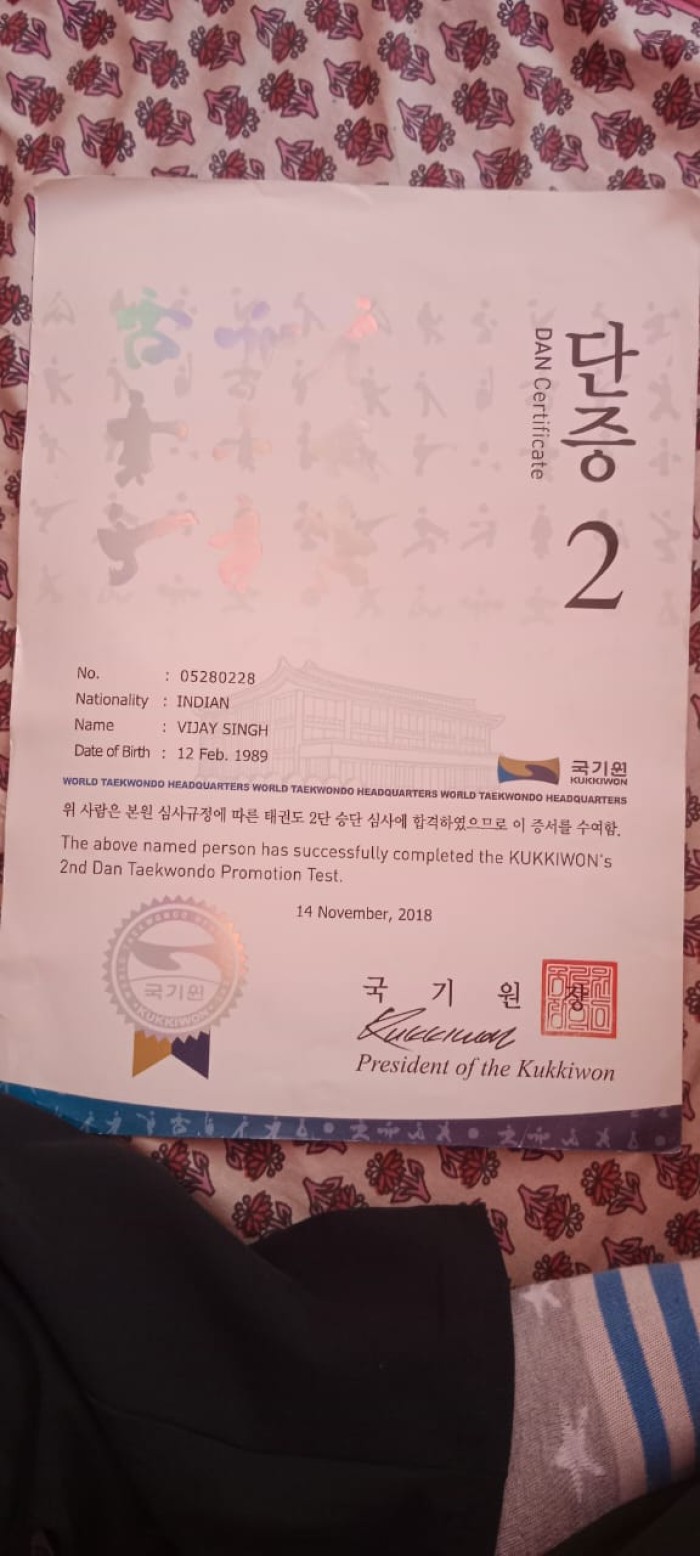 단증
DAN Certificate
2
No. : 05280228
Nationality : INDIAN
Name : VIJAY SINGH
Date of Birth : 12 Feb. 1989
국기원
KUKKIWON
WORLD TAEKWONDO HEADQUARTERS WORLD TAEKWONDO HEADQUARTERS WORLD TAEKWONDO HEADQUARTERS
위 사람은 본원 심사규정에 따른 태권도 2단 승단 심사에 합격하였으므로 이 증서를 수여함.
The above named person has successfully completed the KUKKIWON's
2nd Dan Taekwondo Promotion Test.
14 November, 2018
국기원
KUKKIWON
국 기 원 장
Kukkiwon
President of the Kukkiwon